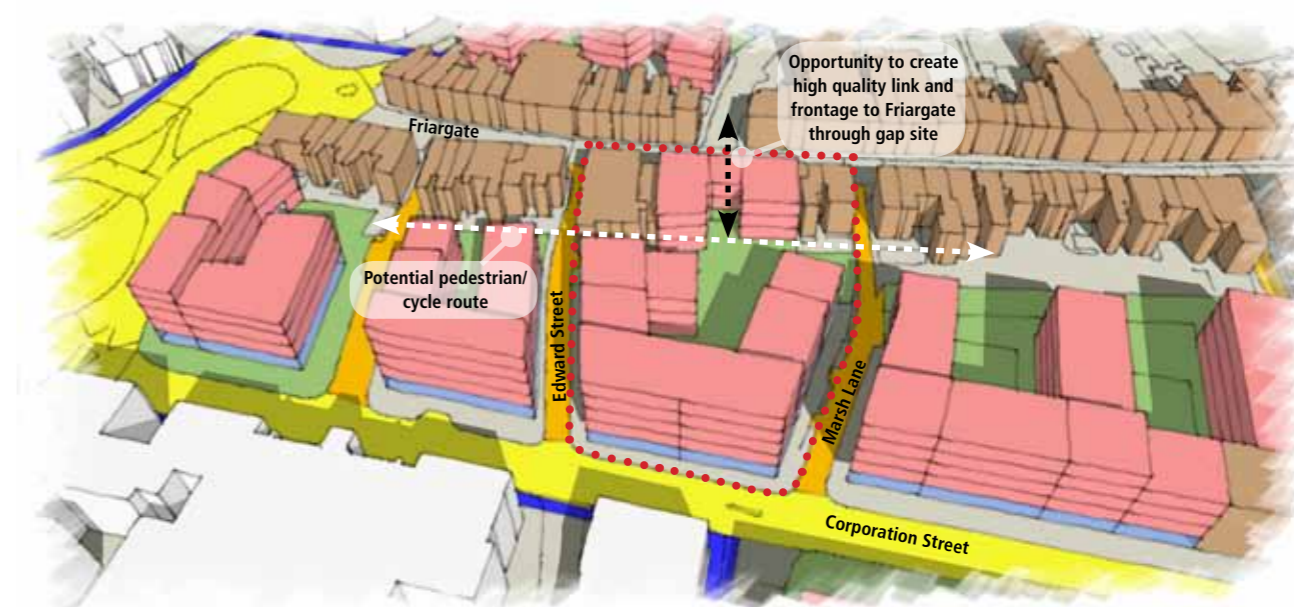 Opportunity to create
high quality link and
frontage to Friargate
through gap site
Friargate
Potential pedestrian/
cycle route
Edward Street
Marsh Lane
Corporation Street